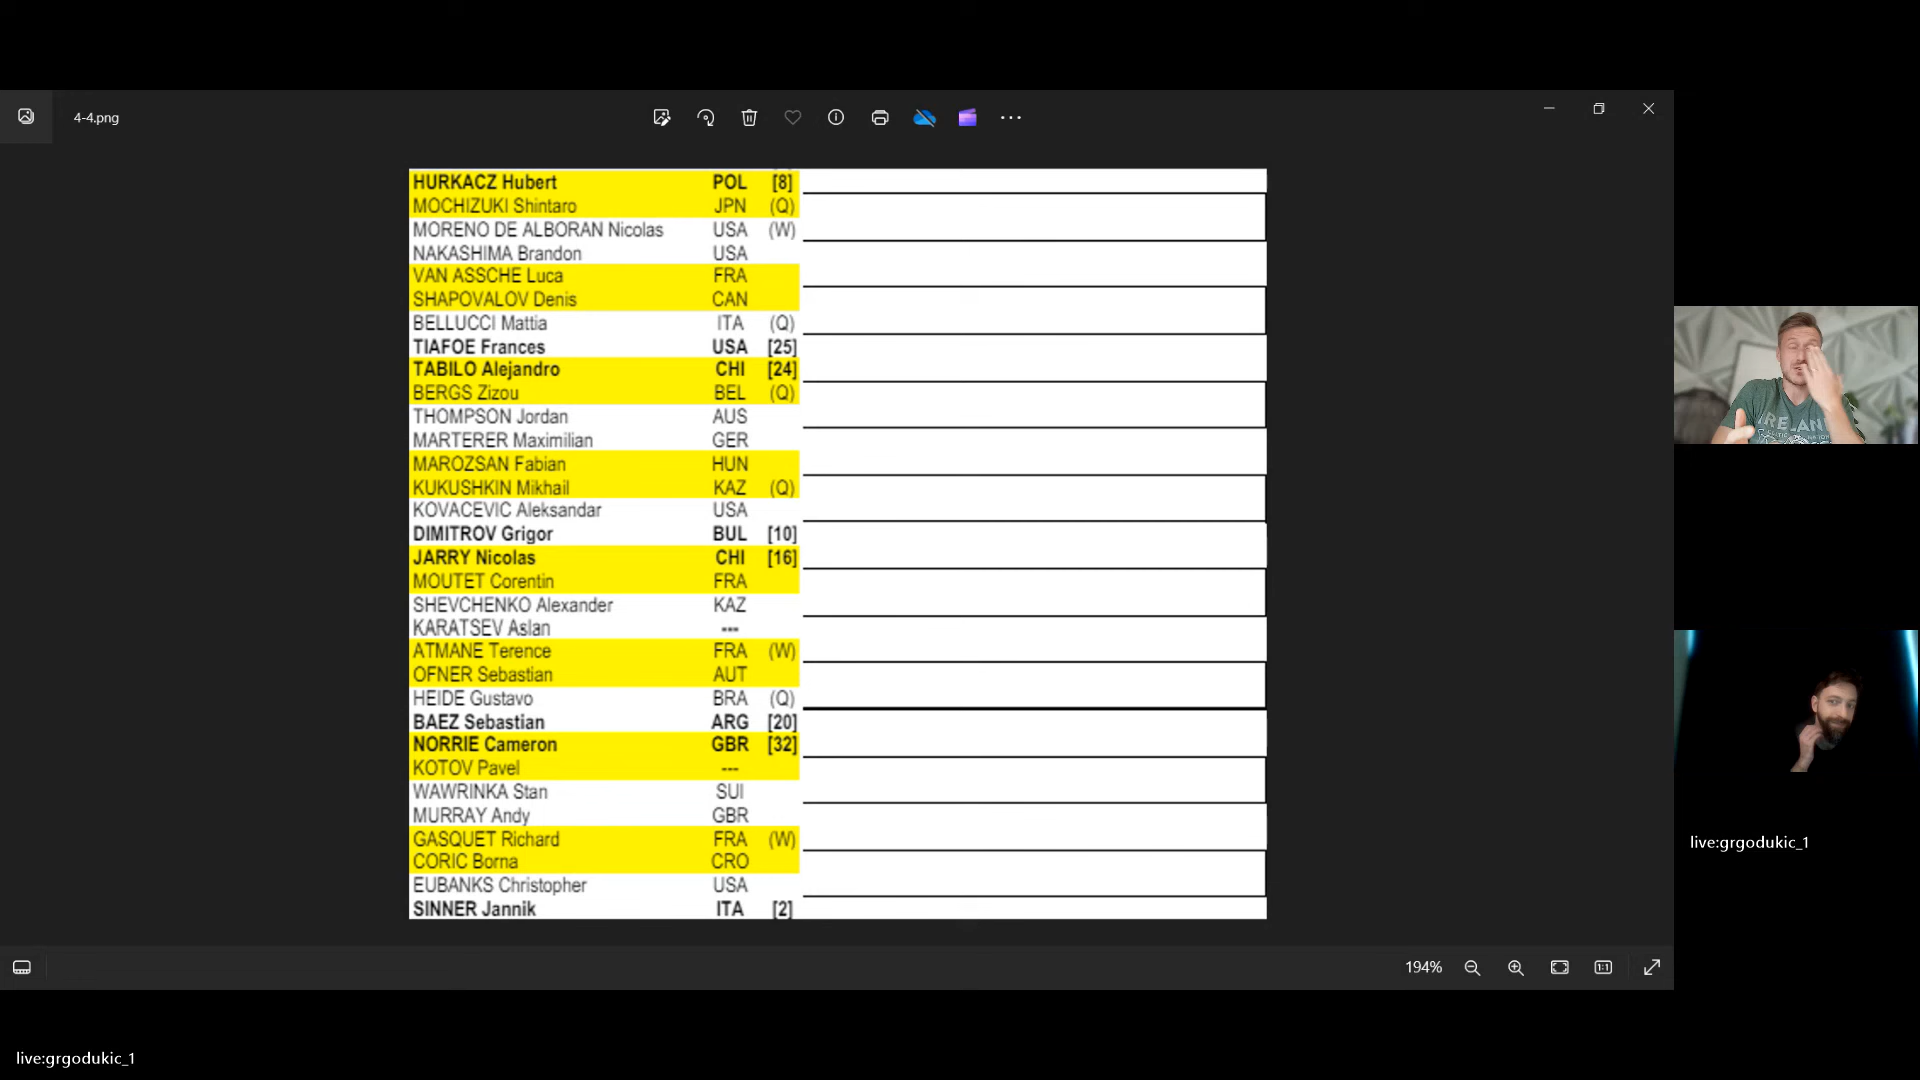 4-4.png
HURKACZ Hubert POL [8]
MOCHIZUKI Shintaro JPN (Q)
MORENO DE ALBORAN Nicolas USA (W)
NAKASHIMA Brandon USA
VAN ASSCHE Luca FRA
SHAPOVALOV Denis CAN
BELLUCCI Mattia ITA (Q)
TIAFOE Frances USA [25]
TABILO Alejandro CHI [24]
BERGS Zizou BEL (Q)
THOMPSON Jordan AUS
MARTERER Maximilian GER
MAROZSAN Fabian HUN
KUKUSHKIN Mikhail KAZ (Q)
KOVACEVIC Aleksandar USA
DIMITROV Grigor BUL [10]
JARRY Nicolas CHI [16]
MOUTET Corentin FRA
SHEVCHENKO Alexander KAZ
KARATSEV Aslan ---
ATMANE Terence FRA (W)
OFNER Sebastian AUT
HEIDE Gustavo BRA (Q)
BAEZ Sebastian ARG [20]
NORRIE Cameron GBR [32]
KOTOV Pavel ---
WAWRINKA Stan SUI
MURRAY Andy GBR
GASQUET Richard FRA (W)
CORIC Borna CRO
EUBANKS Christopher USA
SINNER Jannik ITA [2]
IRELAND
live:grgodukic_1
194% 1:1
live:grgodukic_1